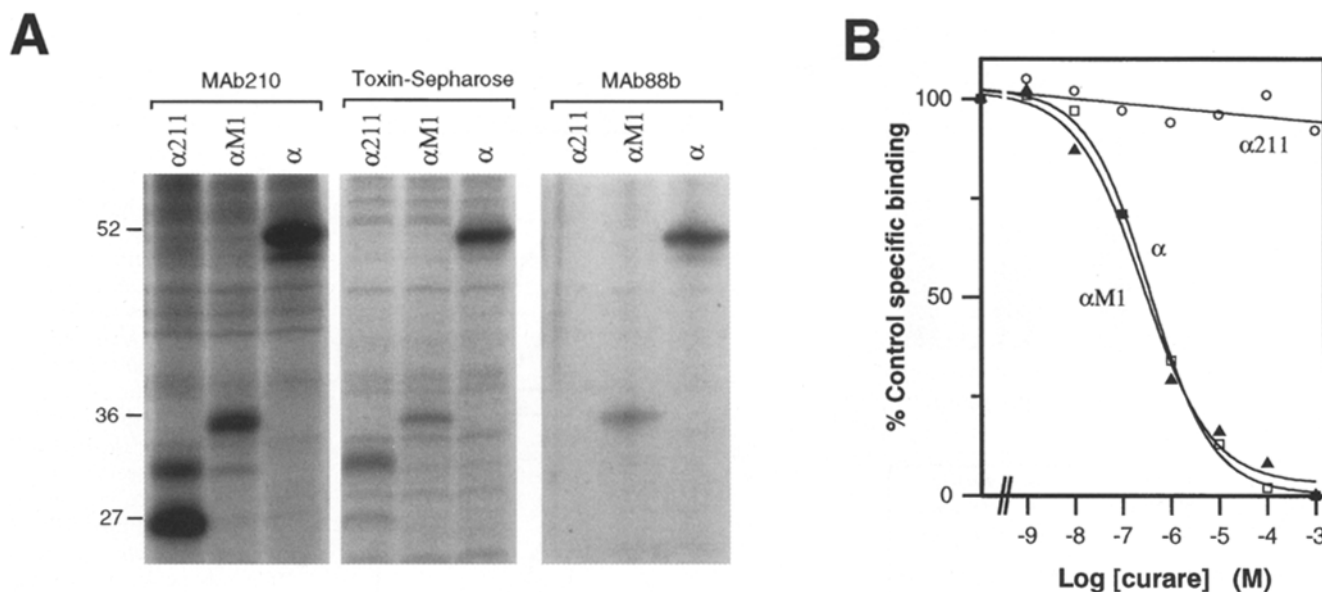 A
MAb210
Toxin-Sepharose
MAb88b
α211
αM1
α
α211
αM1
α
α211
αM1
α
52
36
27
B
% Control specific binding
100
50
0
α211
α
αM1
-9 -8 -7 -6 -5 -4 -3
Log [curare] (M)